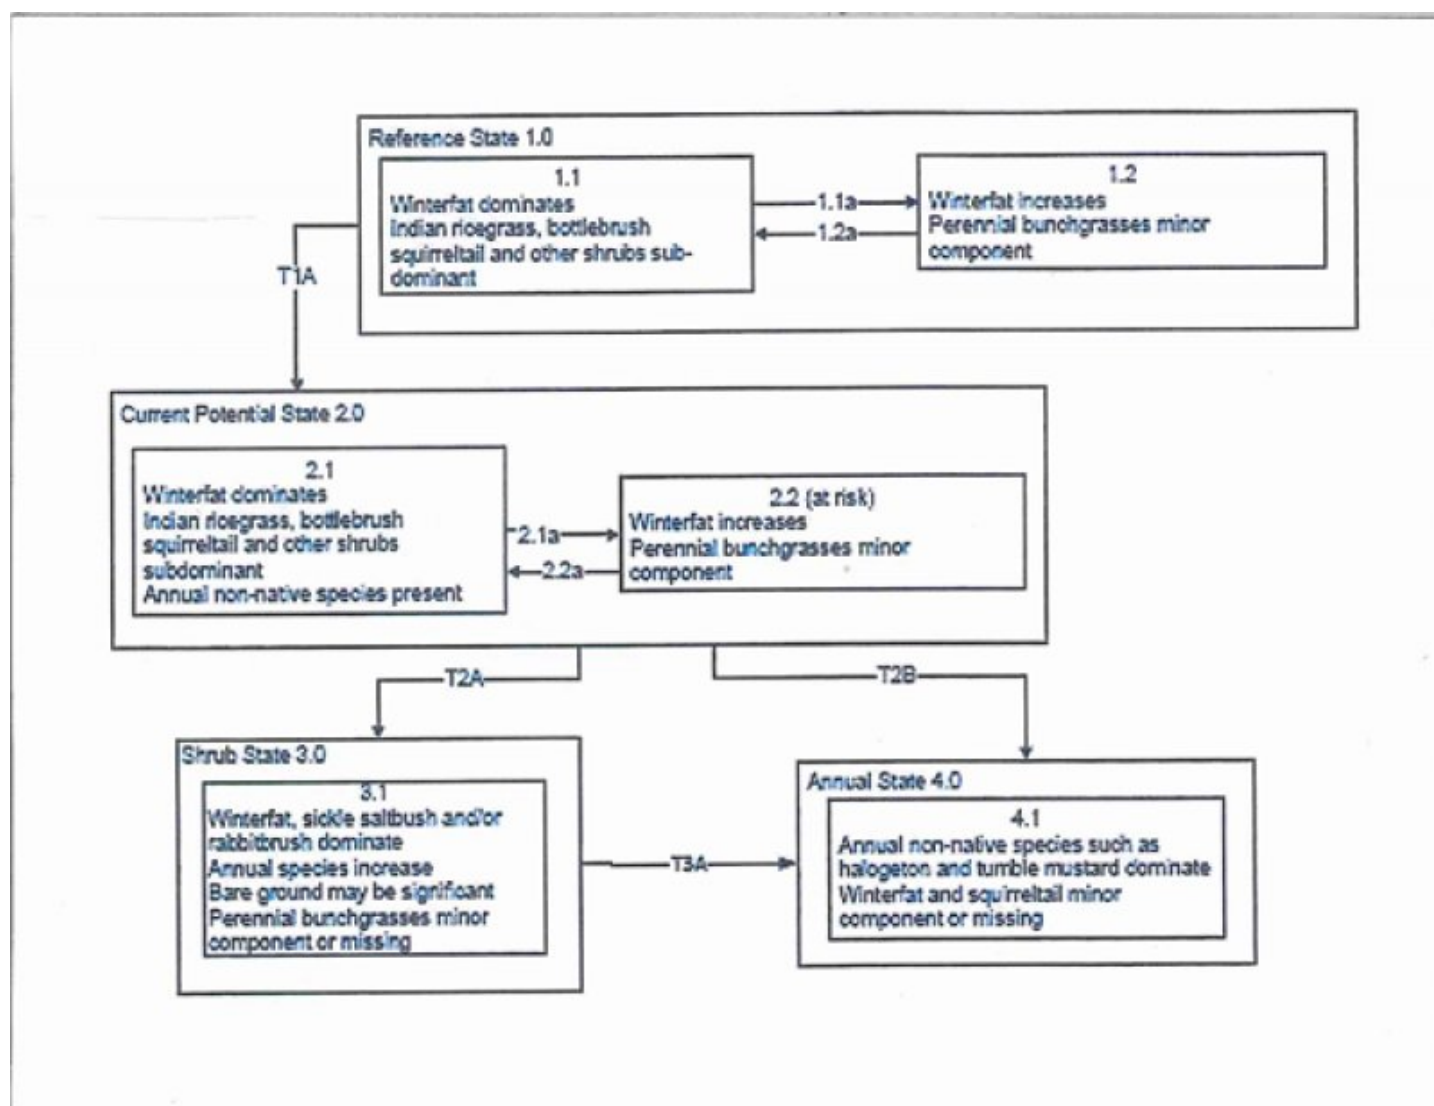 Reference State 1.0
1.1
Winterfat dominates
Indian ricegrass, bottlebrush
squirreltail and other shrubs sub-
dominant
1.1a
1.2a
1.2
Winterfat increases
Perennial bunchgrasses minor
component
T1A
Current Potential State 2.0
2.1
Winterfat dominates
Indian ricegrass, bottlebrush
squirreltail and other shrubs
subdominant
Annual non-native species present
2.1a
2.2a
2.2 (at risk)
Winterfat increases
Perennial bunchgrasses minor
component
T2A
T2B
Shrub State 3.0
3.1
Winterfat, sickle saltbush and/or
rabbitbrush dominate
Annual species increase
Bare ground may be significant
Perennial bunchgrasses minor
component or missing
T3A
Annual State 4.0
4.1
Annual non-native species such as
halogeton and tumble mustard dominate
Winterfat and squirreltail minor
component or missing